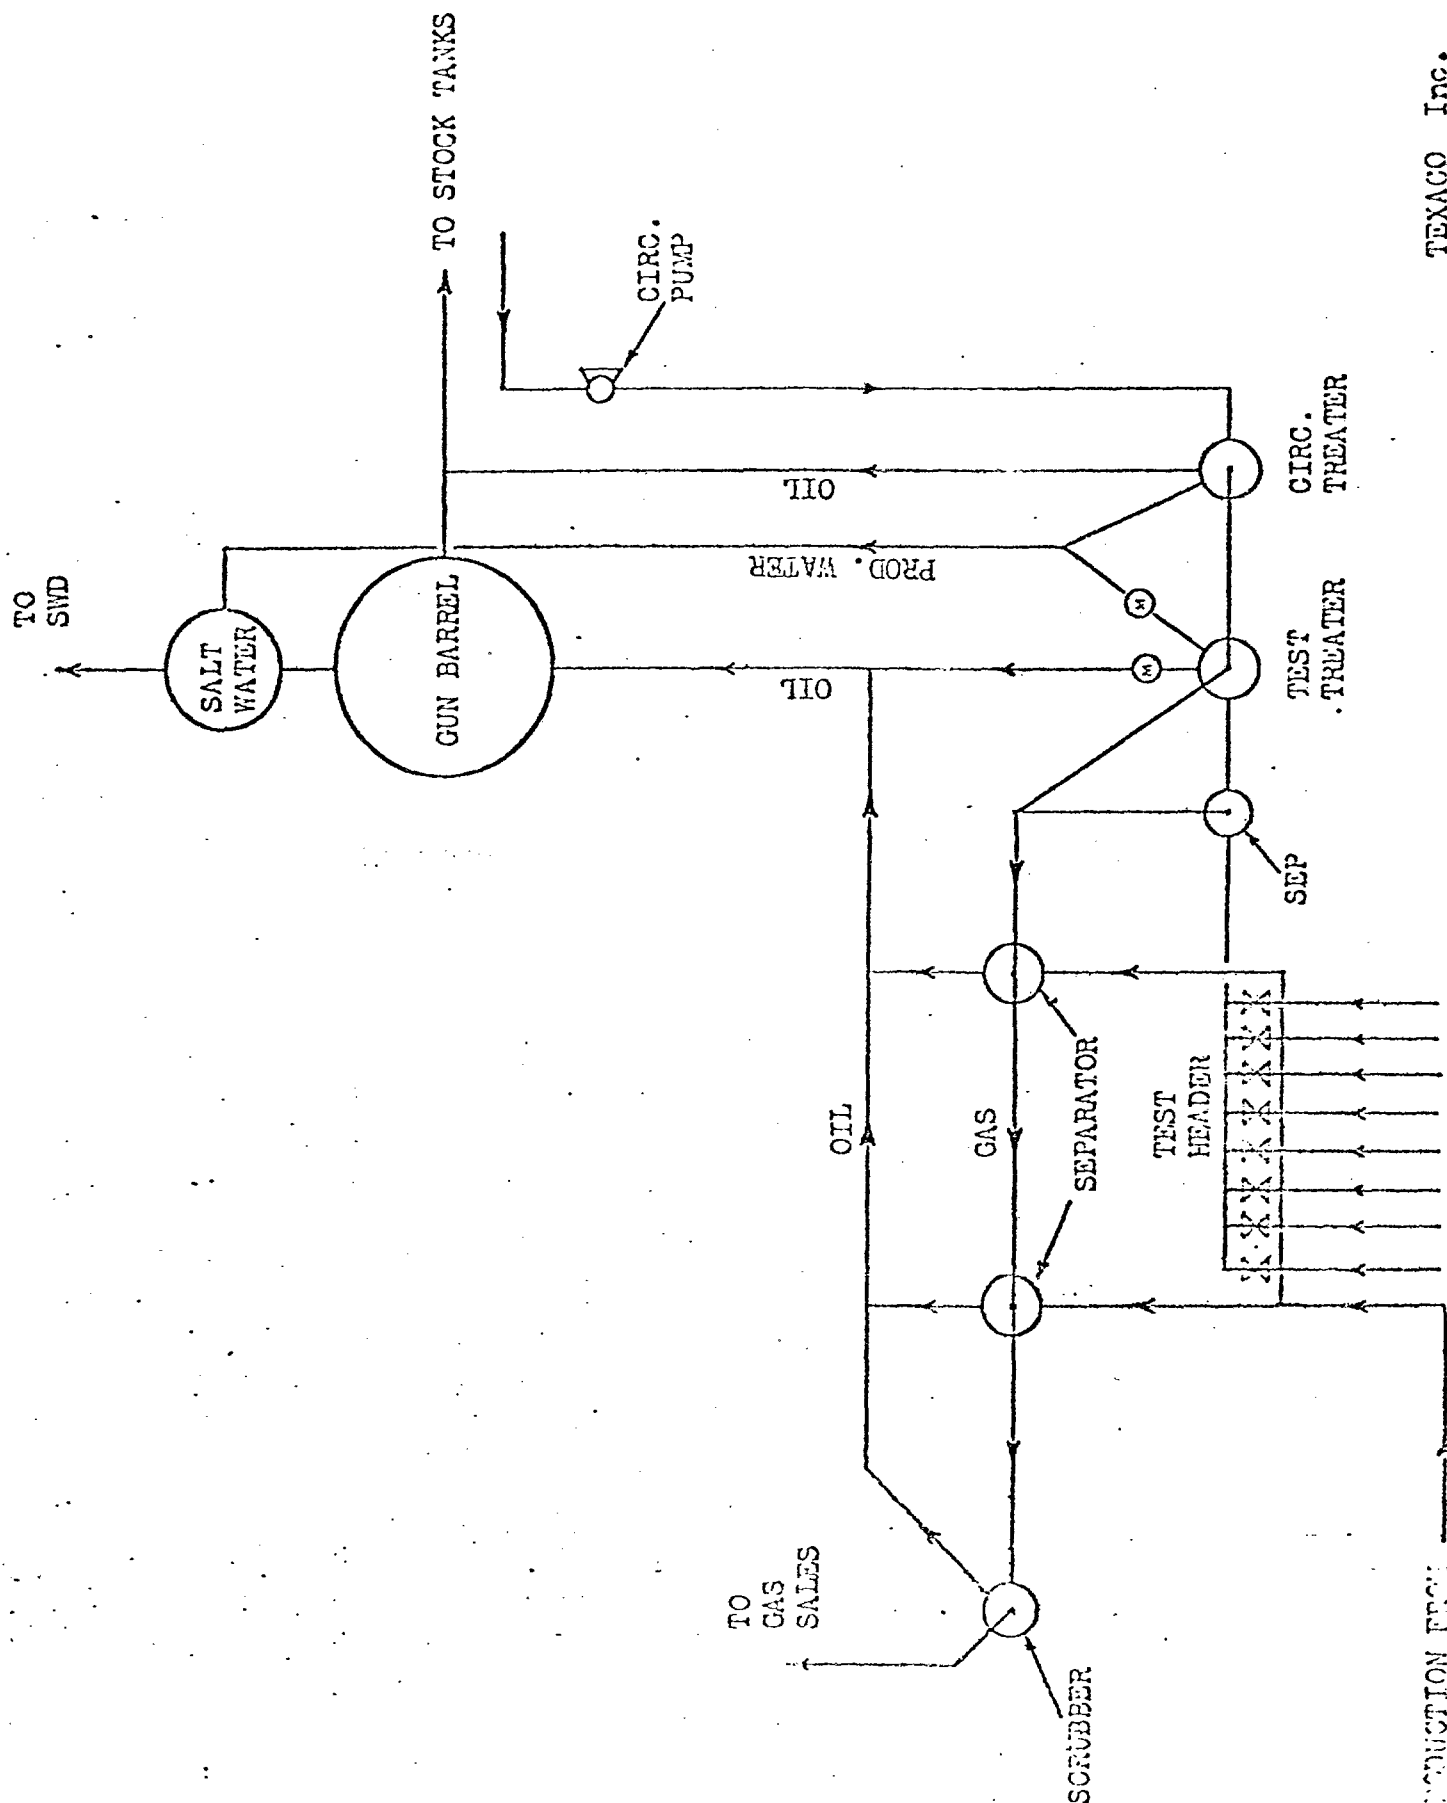 TO
SWD
SALT
WATER
GUN BARREL
TO STOCK TANKS
CIRC.
PUMP
OIL
PROD. WATER
OIL
CIRC.
TREATER
TEST
.TREATER
SEP
OIL
GAS
SEPARATOR
TEST
HEADER
M
M
TO
GAS
SALES
SCRUBBER
TEXACO Inc.